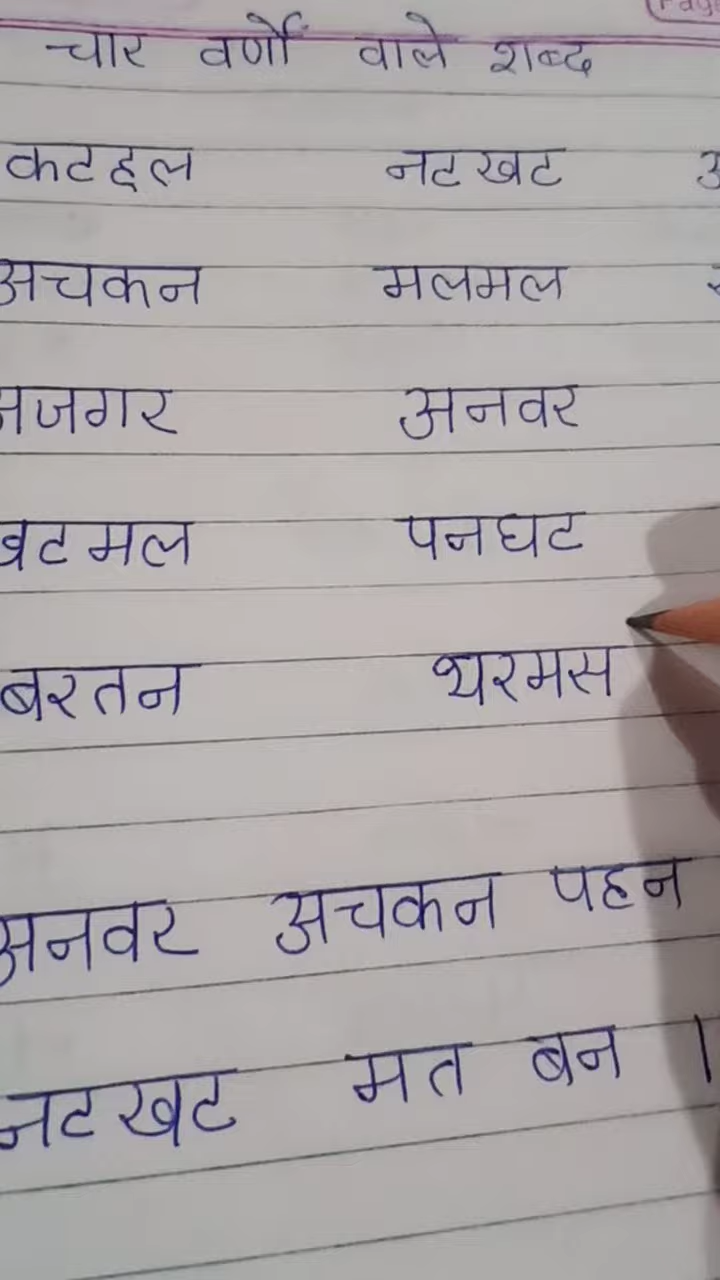 चार वर्णों वाले शब्द
कटहल नटखट
अचकन मलमल
अजगर अनवर
खटमल पनघट
बरतन थरमस
अनवर अचकन पहन
नटखट मत बन ।